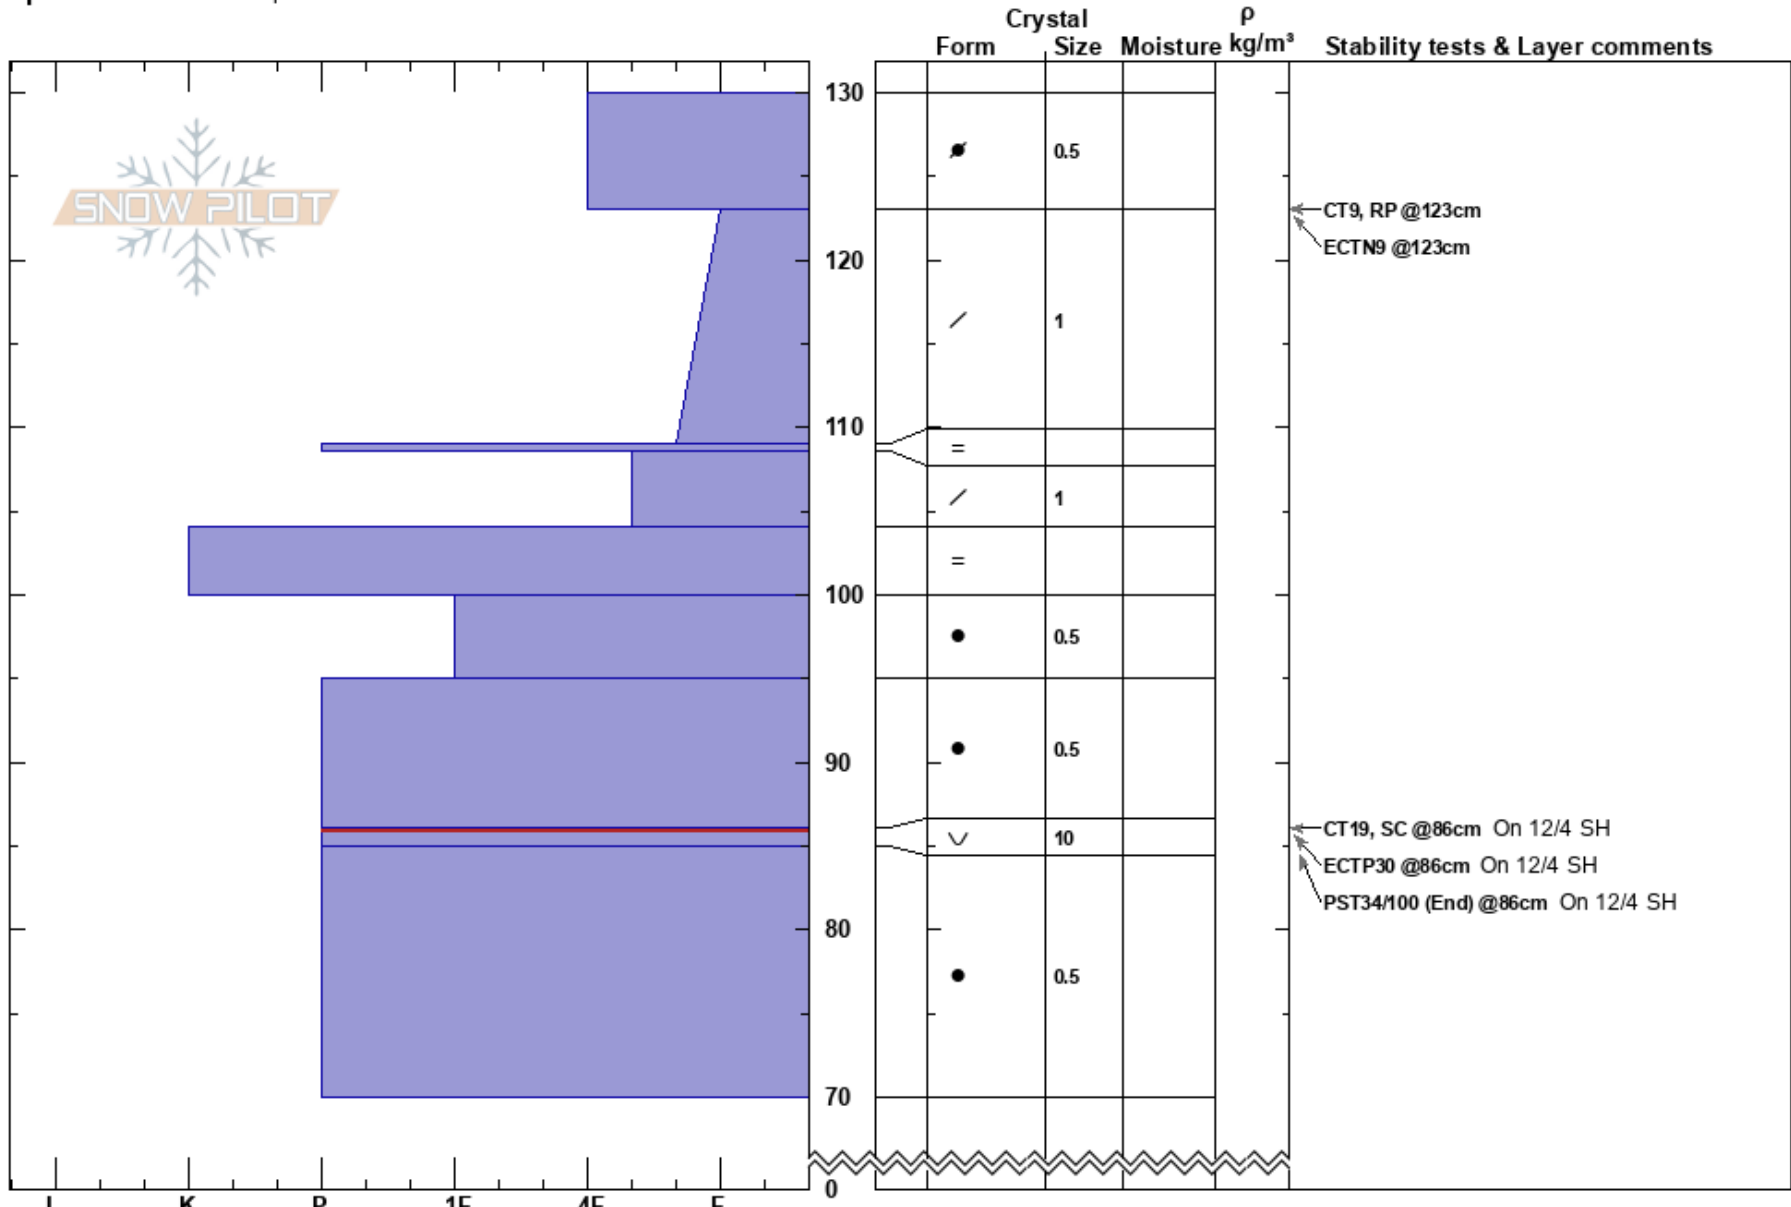 Crystal
ρ
Form Size Moisture kg/m³ Stability tests & Layer comments
SNOW PILOT
130
0.5
CT9, RP @123cm
ECTN9 @123cm
120
1
110
=
1
=
100
0.5
0.5
90
CT19, SC @86cm On 12/4 SH
10
ECTP30 @86cm On 12/4 SH
PST34/100 (End) @86cm On 12/4 SH
80
0.5
70
0
I K P 1F 4F F